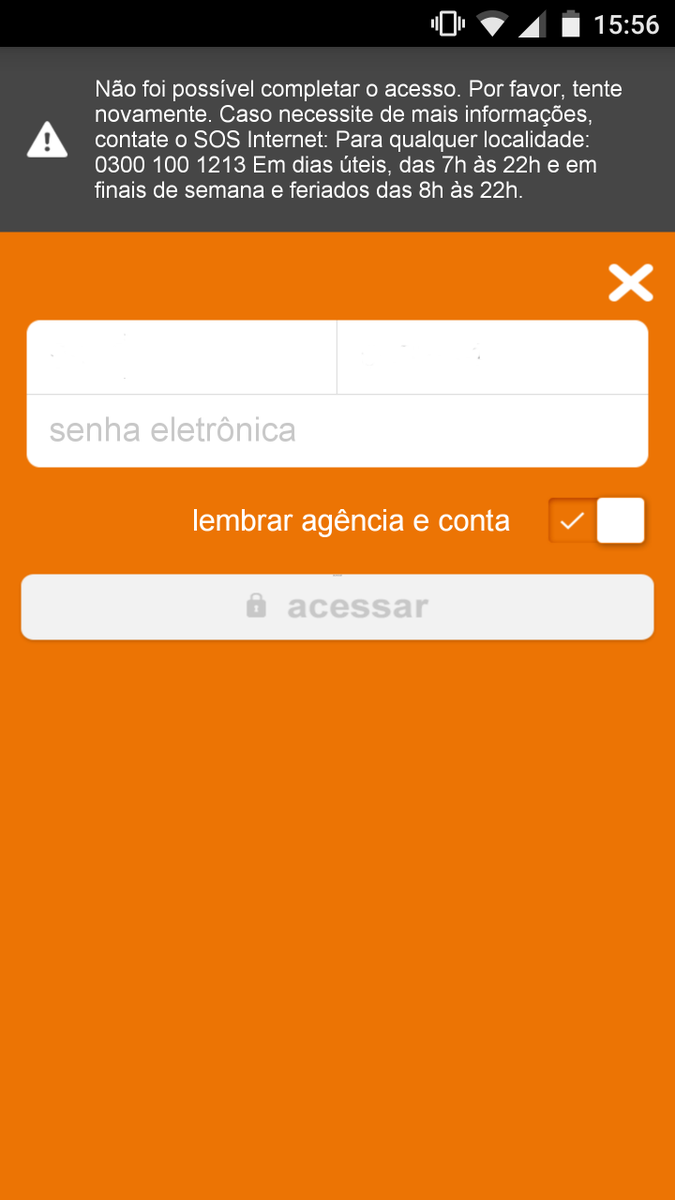 15:56
Não foi possível completar o acesso. Por favor, tente
novamente. Caso necessite de mais informações,
contate o SOS Internet: Para qualquer localidade:
0300 100 1213 Em dias úteis, das 7h às 22h e em
finais de semana e feriados das 8h às 22h.
senha eletrônica
lembrar agência e conta
acessar